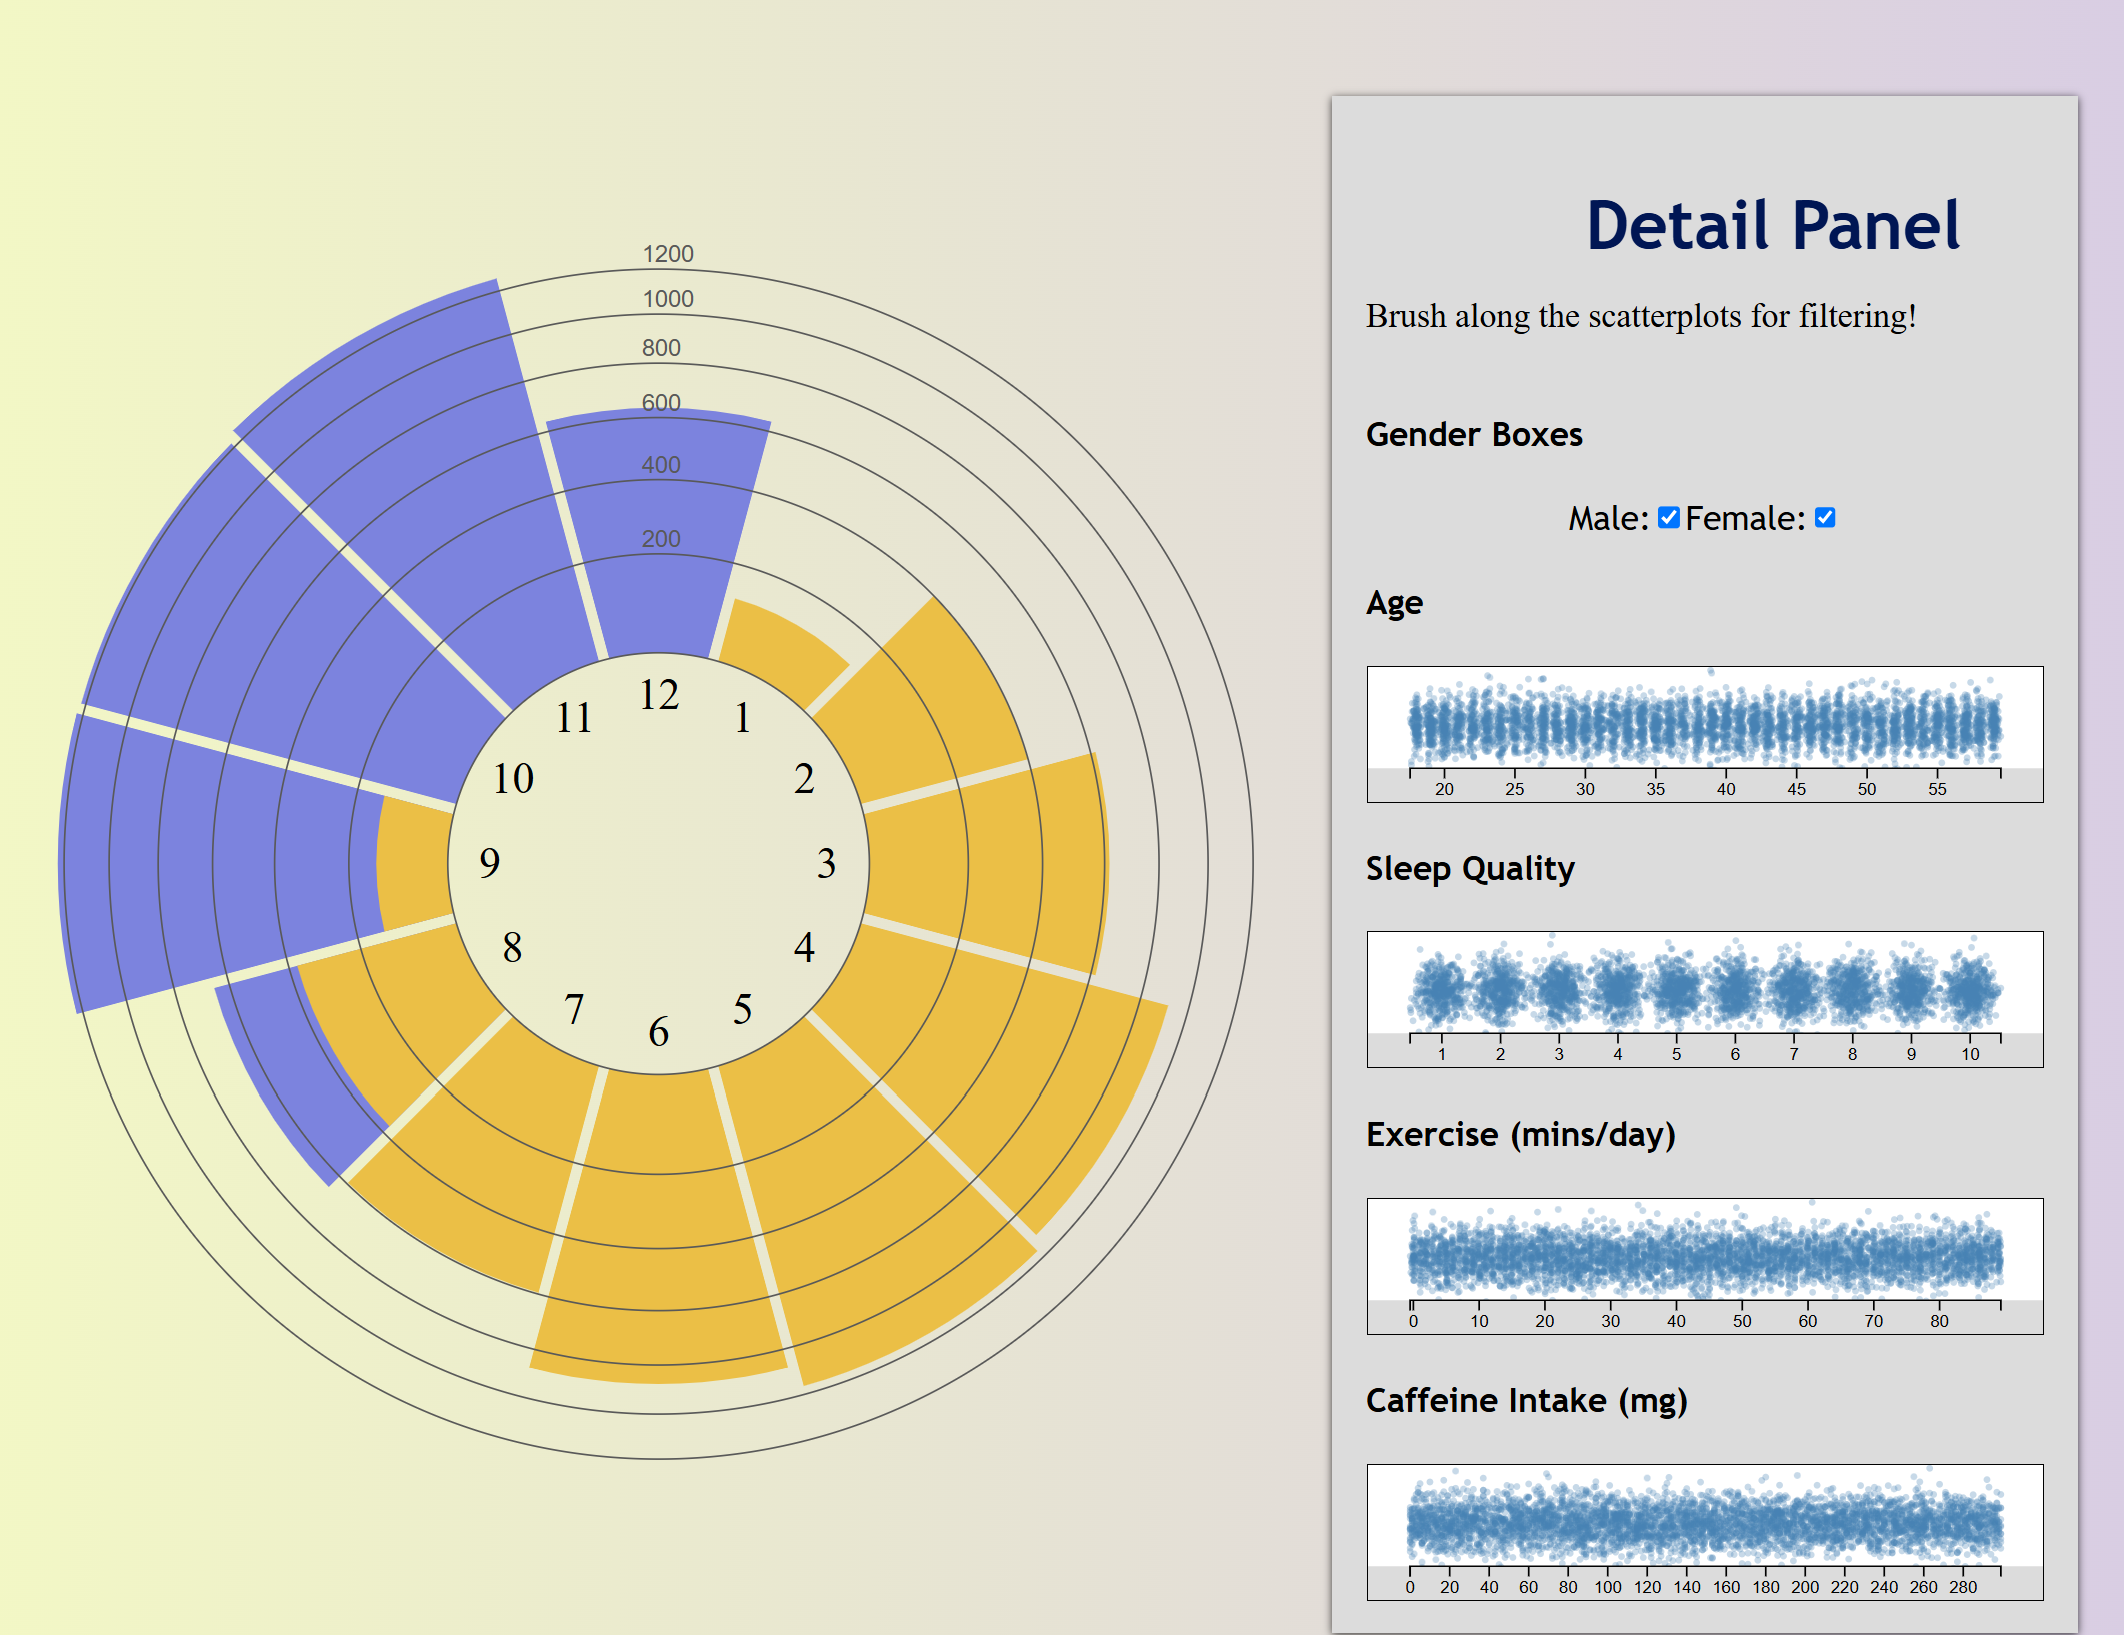 1200
1000
800
600
400
200
12
1
2
3
4
5
6
7
8
9
10
11
Detail Panel
Brush along the scatterplots for filtering!
Gender Boxes
Male: Female:
Age
20 25 30 35 40 45 50 55
Sleep Quality
1 2 3 4 5 6 7 8 9 10
Exercise (mins/day)
0 10 20 30 40 50 60 70 80
Caffeine Intake (mg)
0 20 40 60 80 100 120 140 160 180 200 220 240 260 280